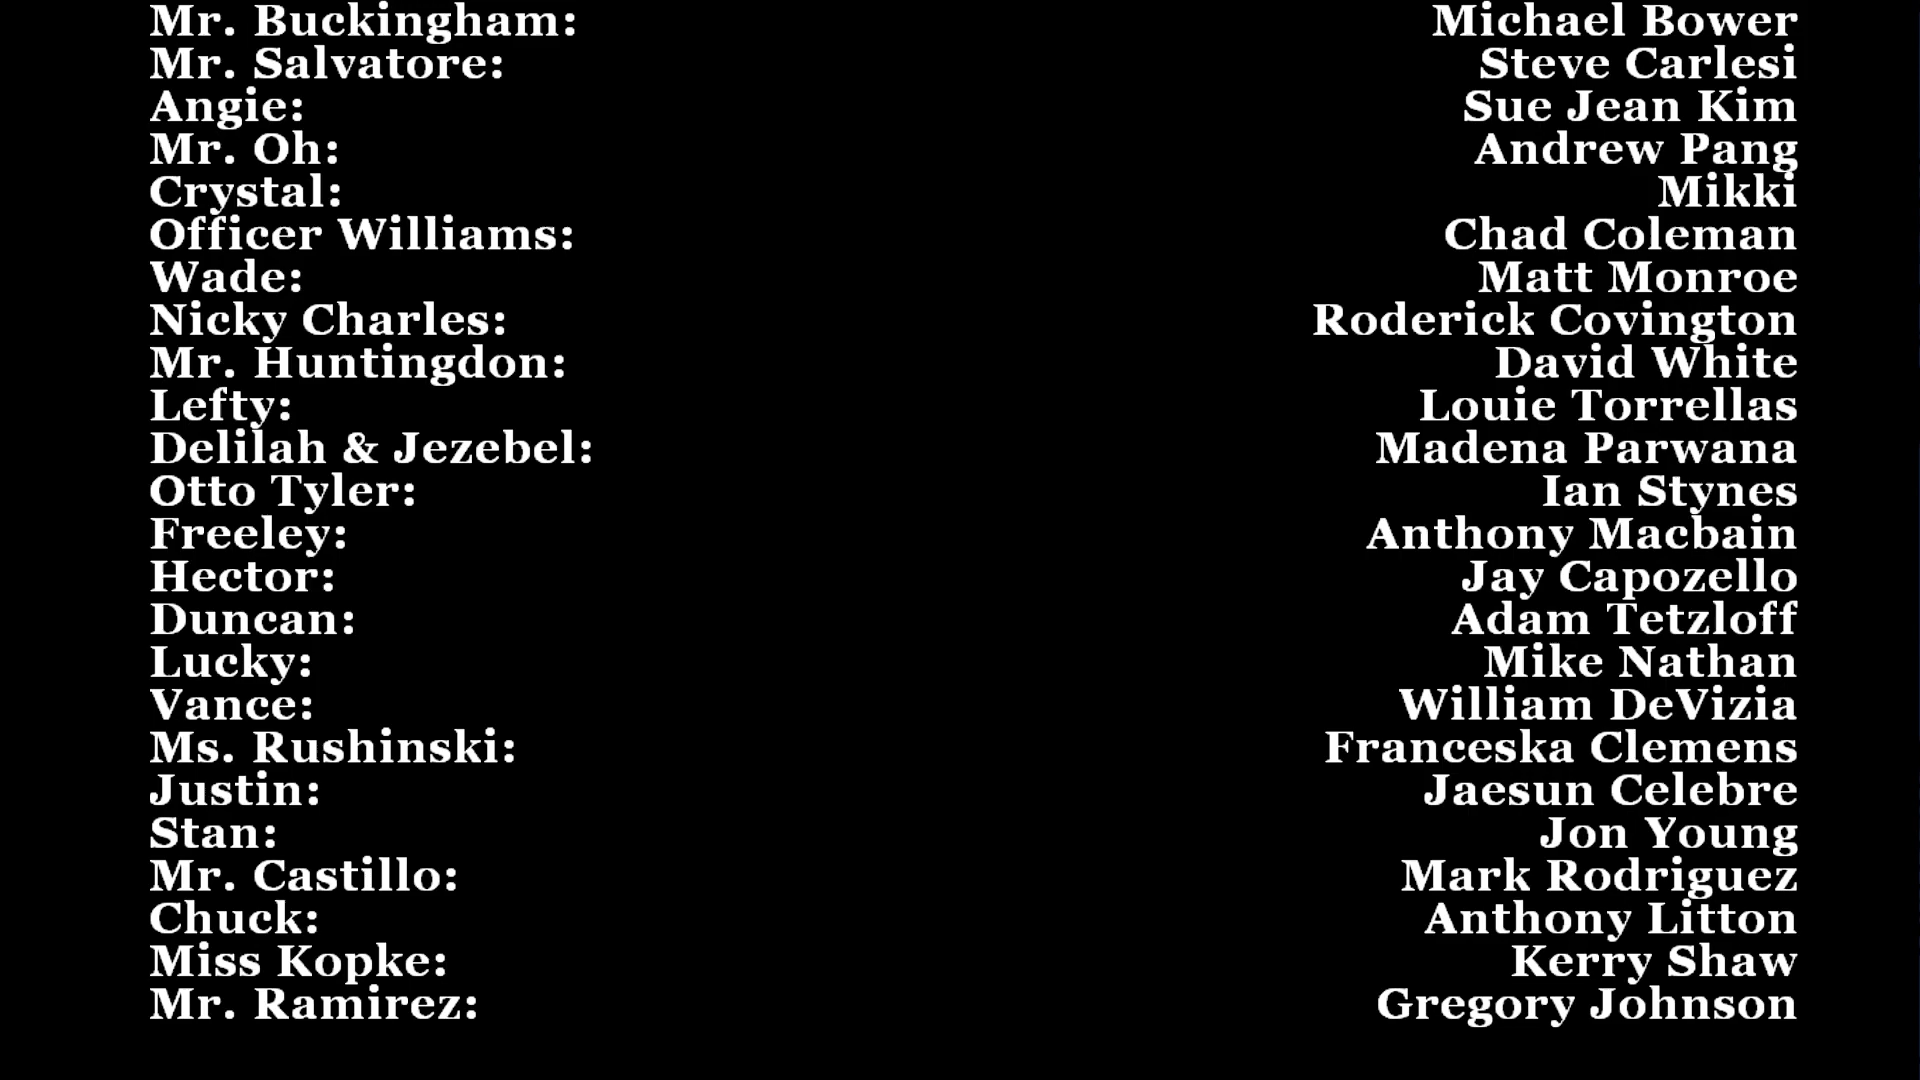 Mr. Buckingham: Michael Bower
Mr. Salvatore: Steve Carlesi
Angie: Sue Jean Kim
Mr. Oh: Andrew Pang
Crystal: Mikki
Officer Williams: Chad Coleman
Wade: Matt Monroe
Nicky Charles: Roderick Covington
Mr. Huntingdon: David White
Lefty: Louie Torrellas
Delilah & Jezebel: Madena Parwana
Otto Tyler: Ian Stynes
Freeley: Anthony Macbain
Hector: Jay Capozello
Duncan: Adam Tetzloff
Lucky: Mike Nathan
Vance: William DeVizia
Ms. Rushinski: Franceska Clemens
Justin: Jaesun Celebre
Stan: Jon Young
Mr. Castillo: Mark Rodriguez
Chuck: Anthony Litton
Miss Kopke: Kerry Shaw
Mr. Ramirez: Gregory Johnson